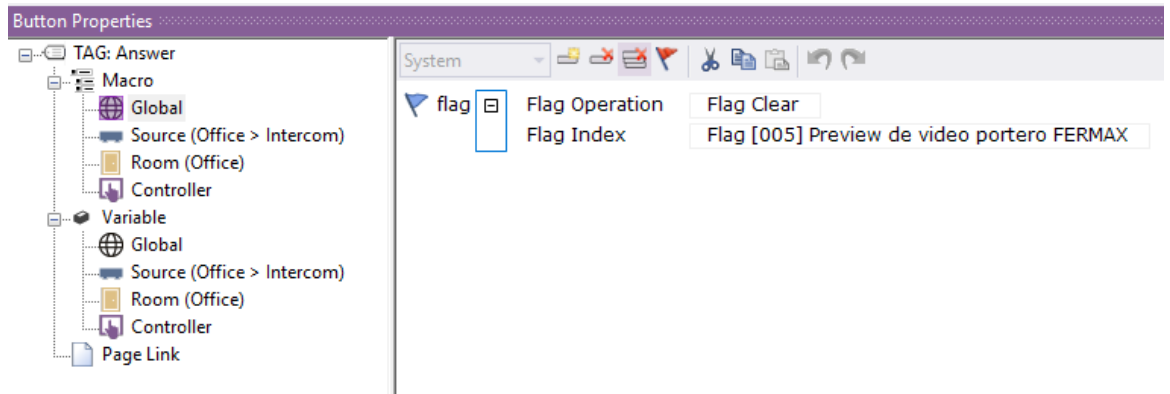 Button Properties
TAG: Answer
Macro
Global
Source (Office > Intercom)
Room (Office)
Controller
Variable
Global
Source (Office > Intercom)
Room (Office)
Controller
Page Link
System
flag Flag Operation Flag Clear
Flag Index Flag [005] Preview de video portero FERMAX